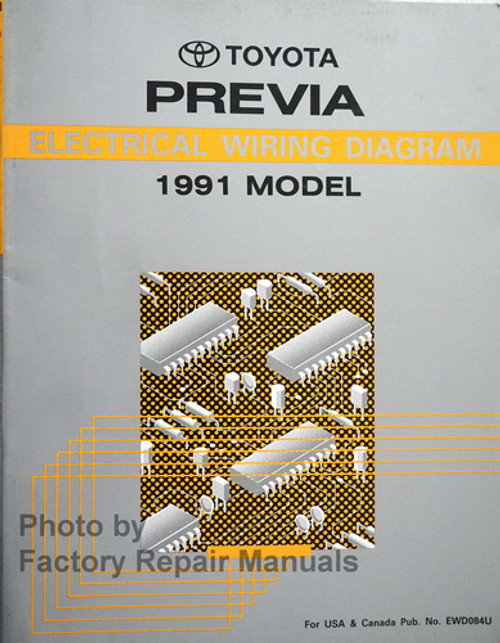 TOYOTA
PREVIA
ELECTRICAL WIRING DIAGRAM
1991 MODEL
Photo by
Factory Repair Manuals
For USA & Canada Pub. No. EWD084U